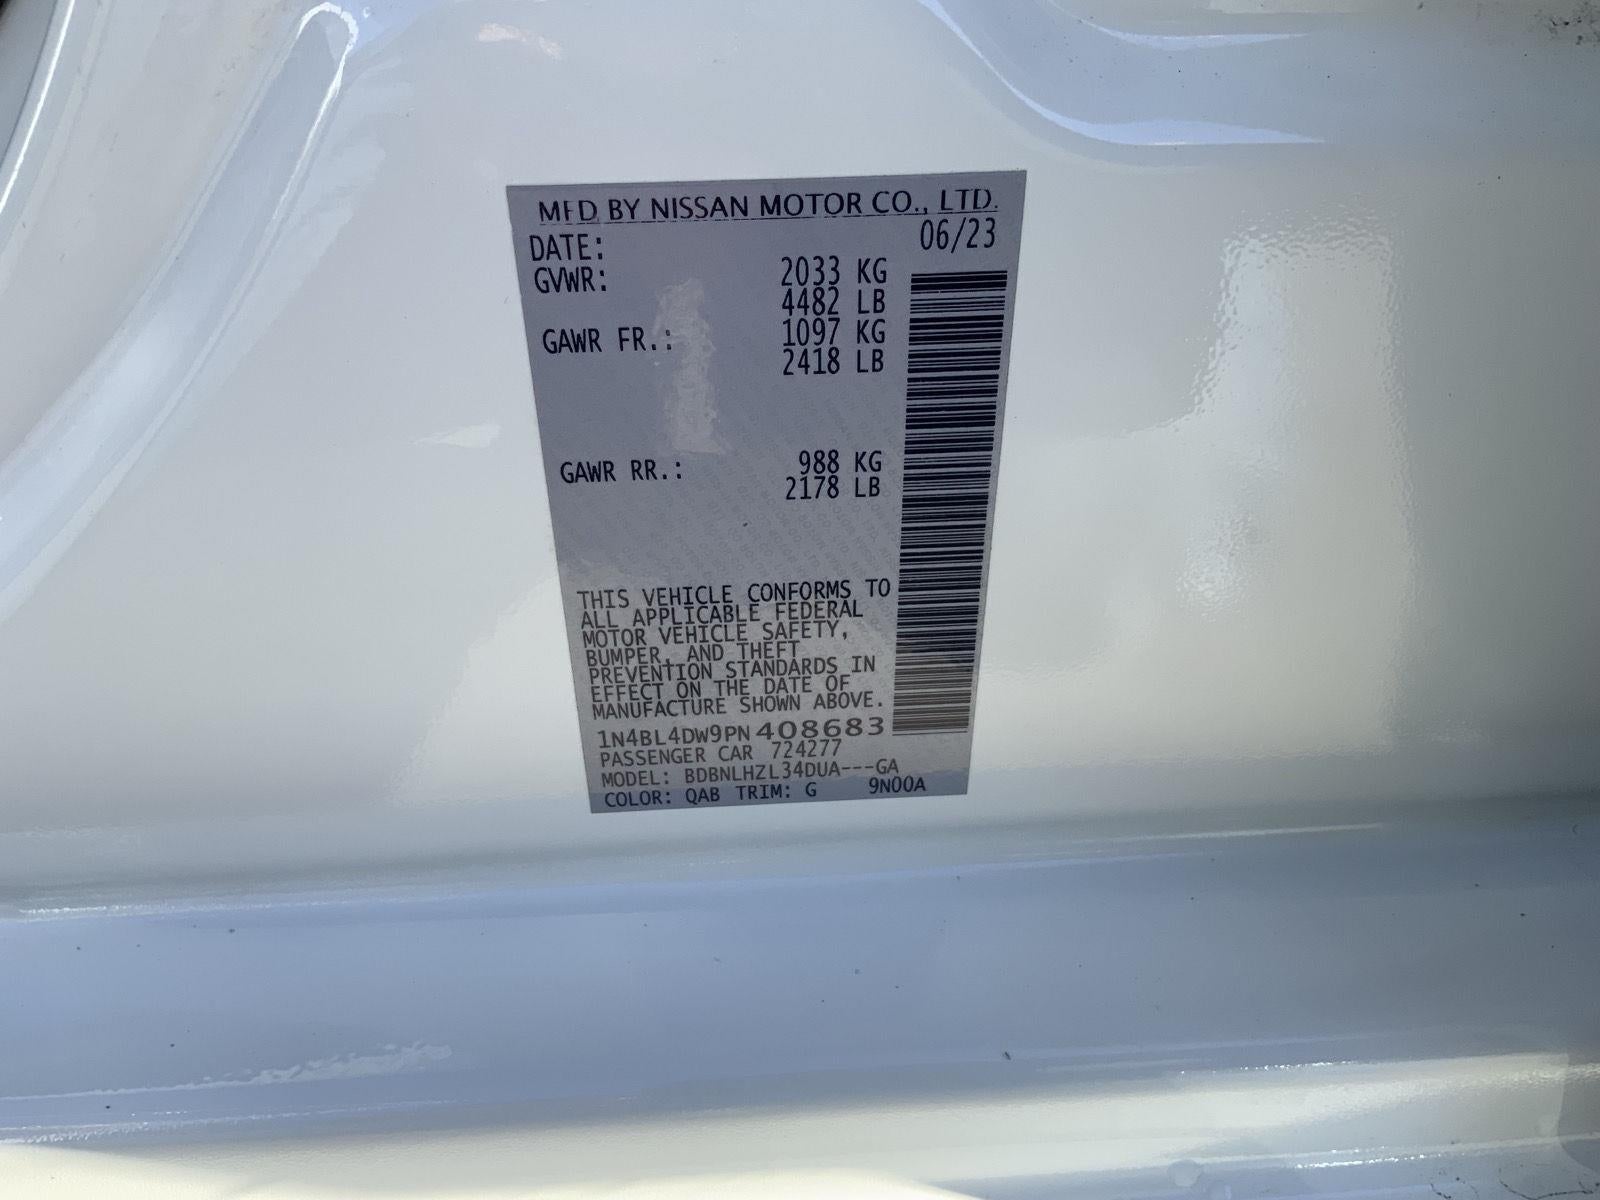 MFD BY NISSAN MOTOR CO., LTD.
DATE: 06/23
GVWR: 2033 KG
4482 LB
GAWR FR.: 1097 KG
2418 LB
GAWR RR.: 988 KG
2178 LB
THIS VEHICLE CONFORMS TO
ALL APPLICABLE FEDERAL
MOTOR VEHICLE SAFETY,
BUMPER, AND THEFT
PREVENTION STANDARDS IN
EFFECT ON THE DATE OF
MANUFACTURE SHOWN ABOVE.
1N4BL4DW9PN408683
PASSENGER CAR 724277
MODEL: BDBNLHZL34DUA---GA
COLOR: QAB TRIM: G 9N00A